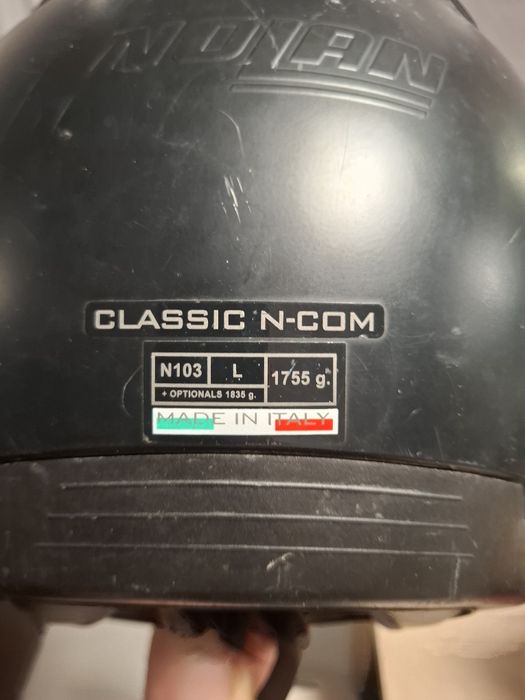 NOLAN
CLASSIC N-COM
N103 L 1755 g.
+ OPTIONALS 1835 g.
MADE IN ITALY